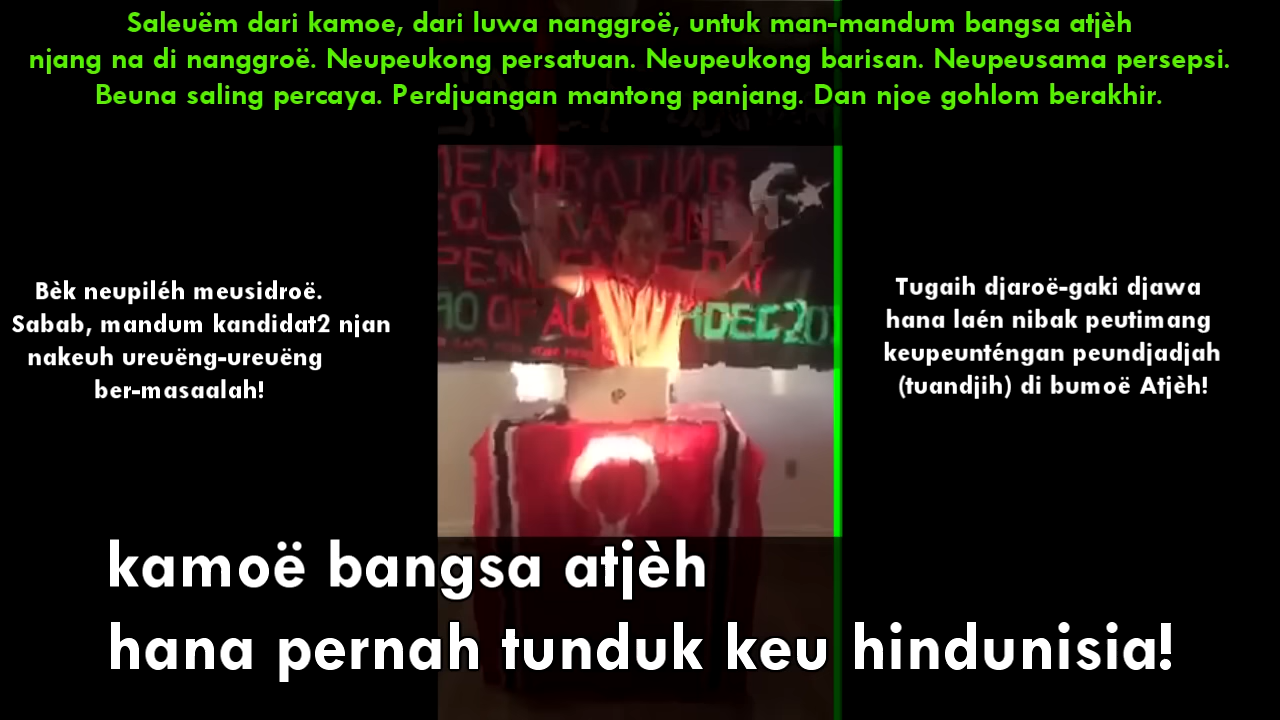 Saleuëm dari kamoe, dari luwa nanggroë, untuk man-mandum bangsa atjèh
njang na di nanggroë. Neupeukong persatuan. Neupeukong barisan. Neupeusama persepsi.
Beuna saling percaya. Perdjuangan mantong panjang. Dan njoe gohlom berakhir.
Bèk neupiléh meusidroë.
Sabab, mandum kandidat2 njan
nakeuh ureuëng-ureuëng
ber-masaalah!
Tugaih djaroë-gaki djawa
hana laén nibak peutimang
keupeunténgan peundjadjah
(tuandjih) di bumoë Atjèh!
kamoë bangsa atjèh
hana pernah tunduk keu hindunisia!